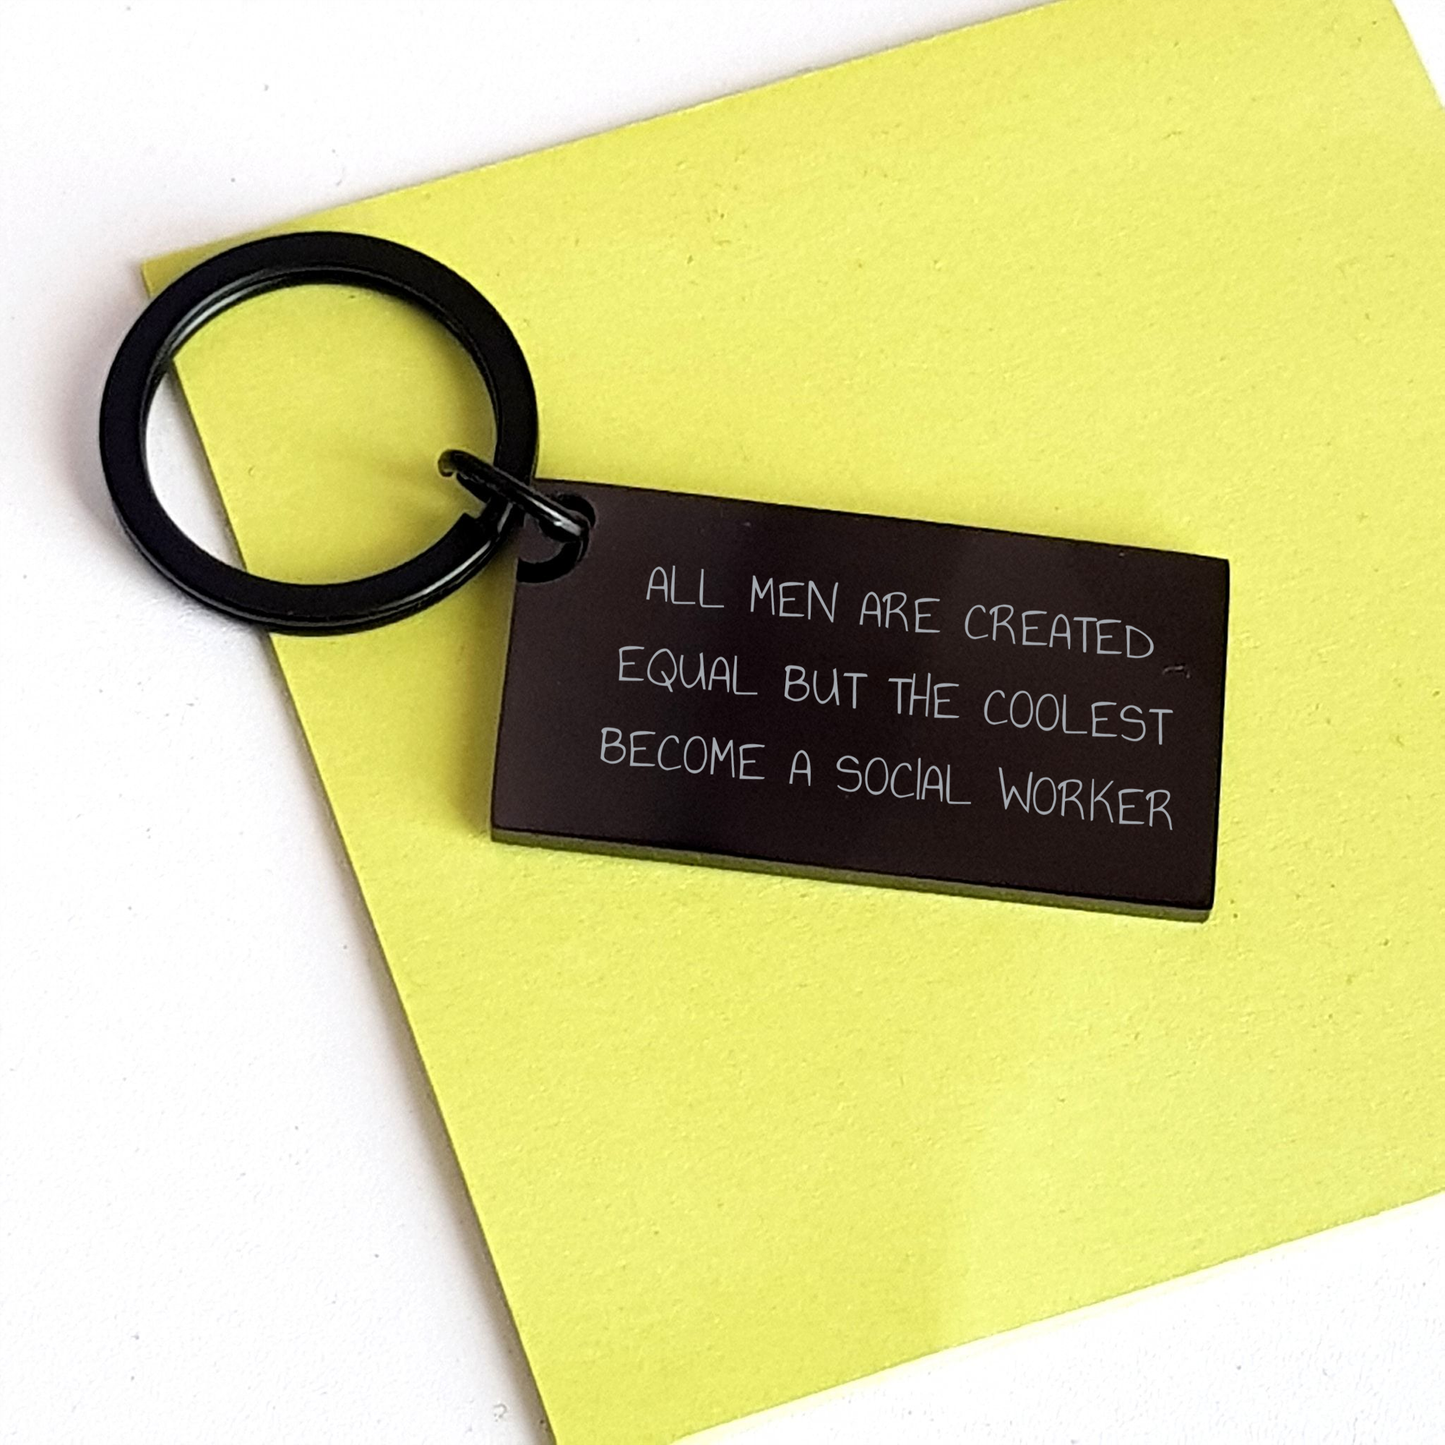 ALL MEN ARE CREATED
EQUAL BUT THE COOLEST
BECOME A SOCIAL WORKER